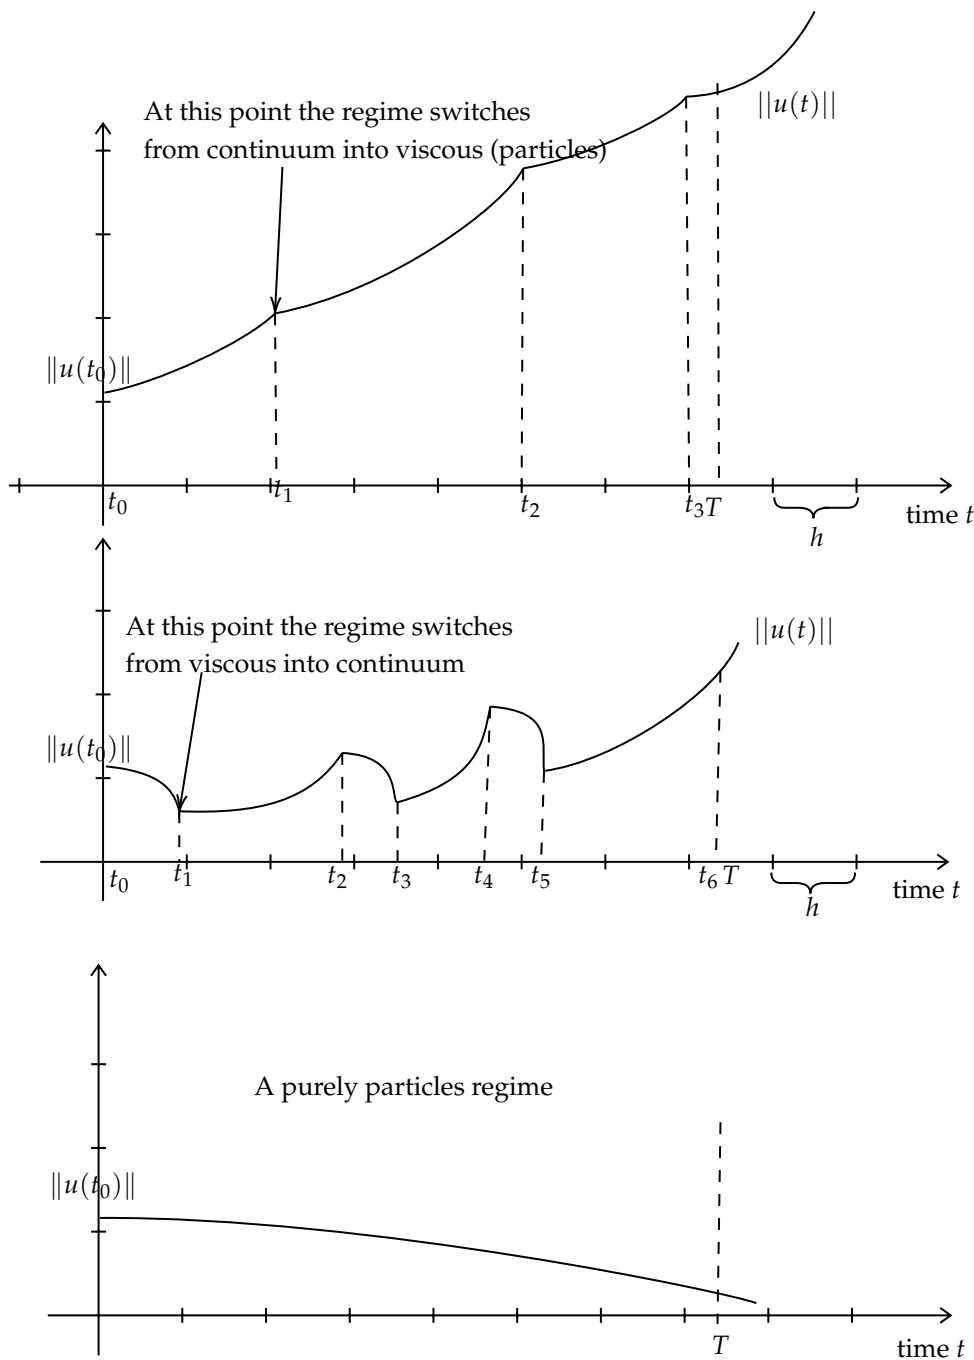 At this point the regime switches
from continuum into viscous (particles)
||u(t)||
‖u(t₀)‖
t₀ t₁ t₂ t₃ T
time t
h
At this point the regime switches
from viscous into continuum
||u(t)||
‖u(t₀)‖
t₀ t₁ t₂ t₃ t₄ t₅ t₆ T
time t
h
A purely particles regime
‖u(t₀)‖
T
time t